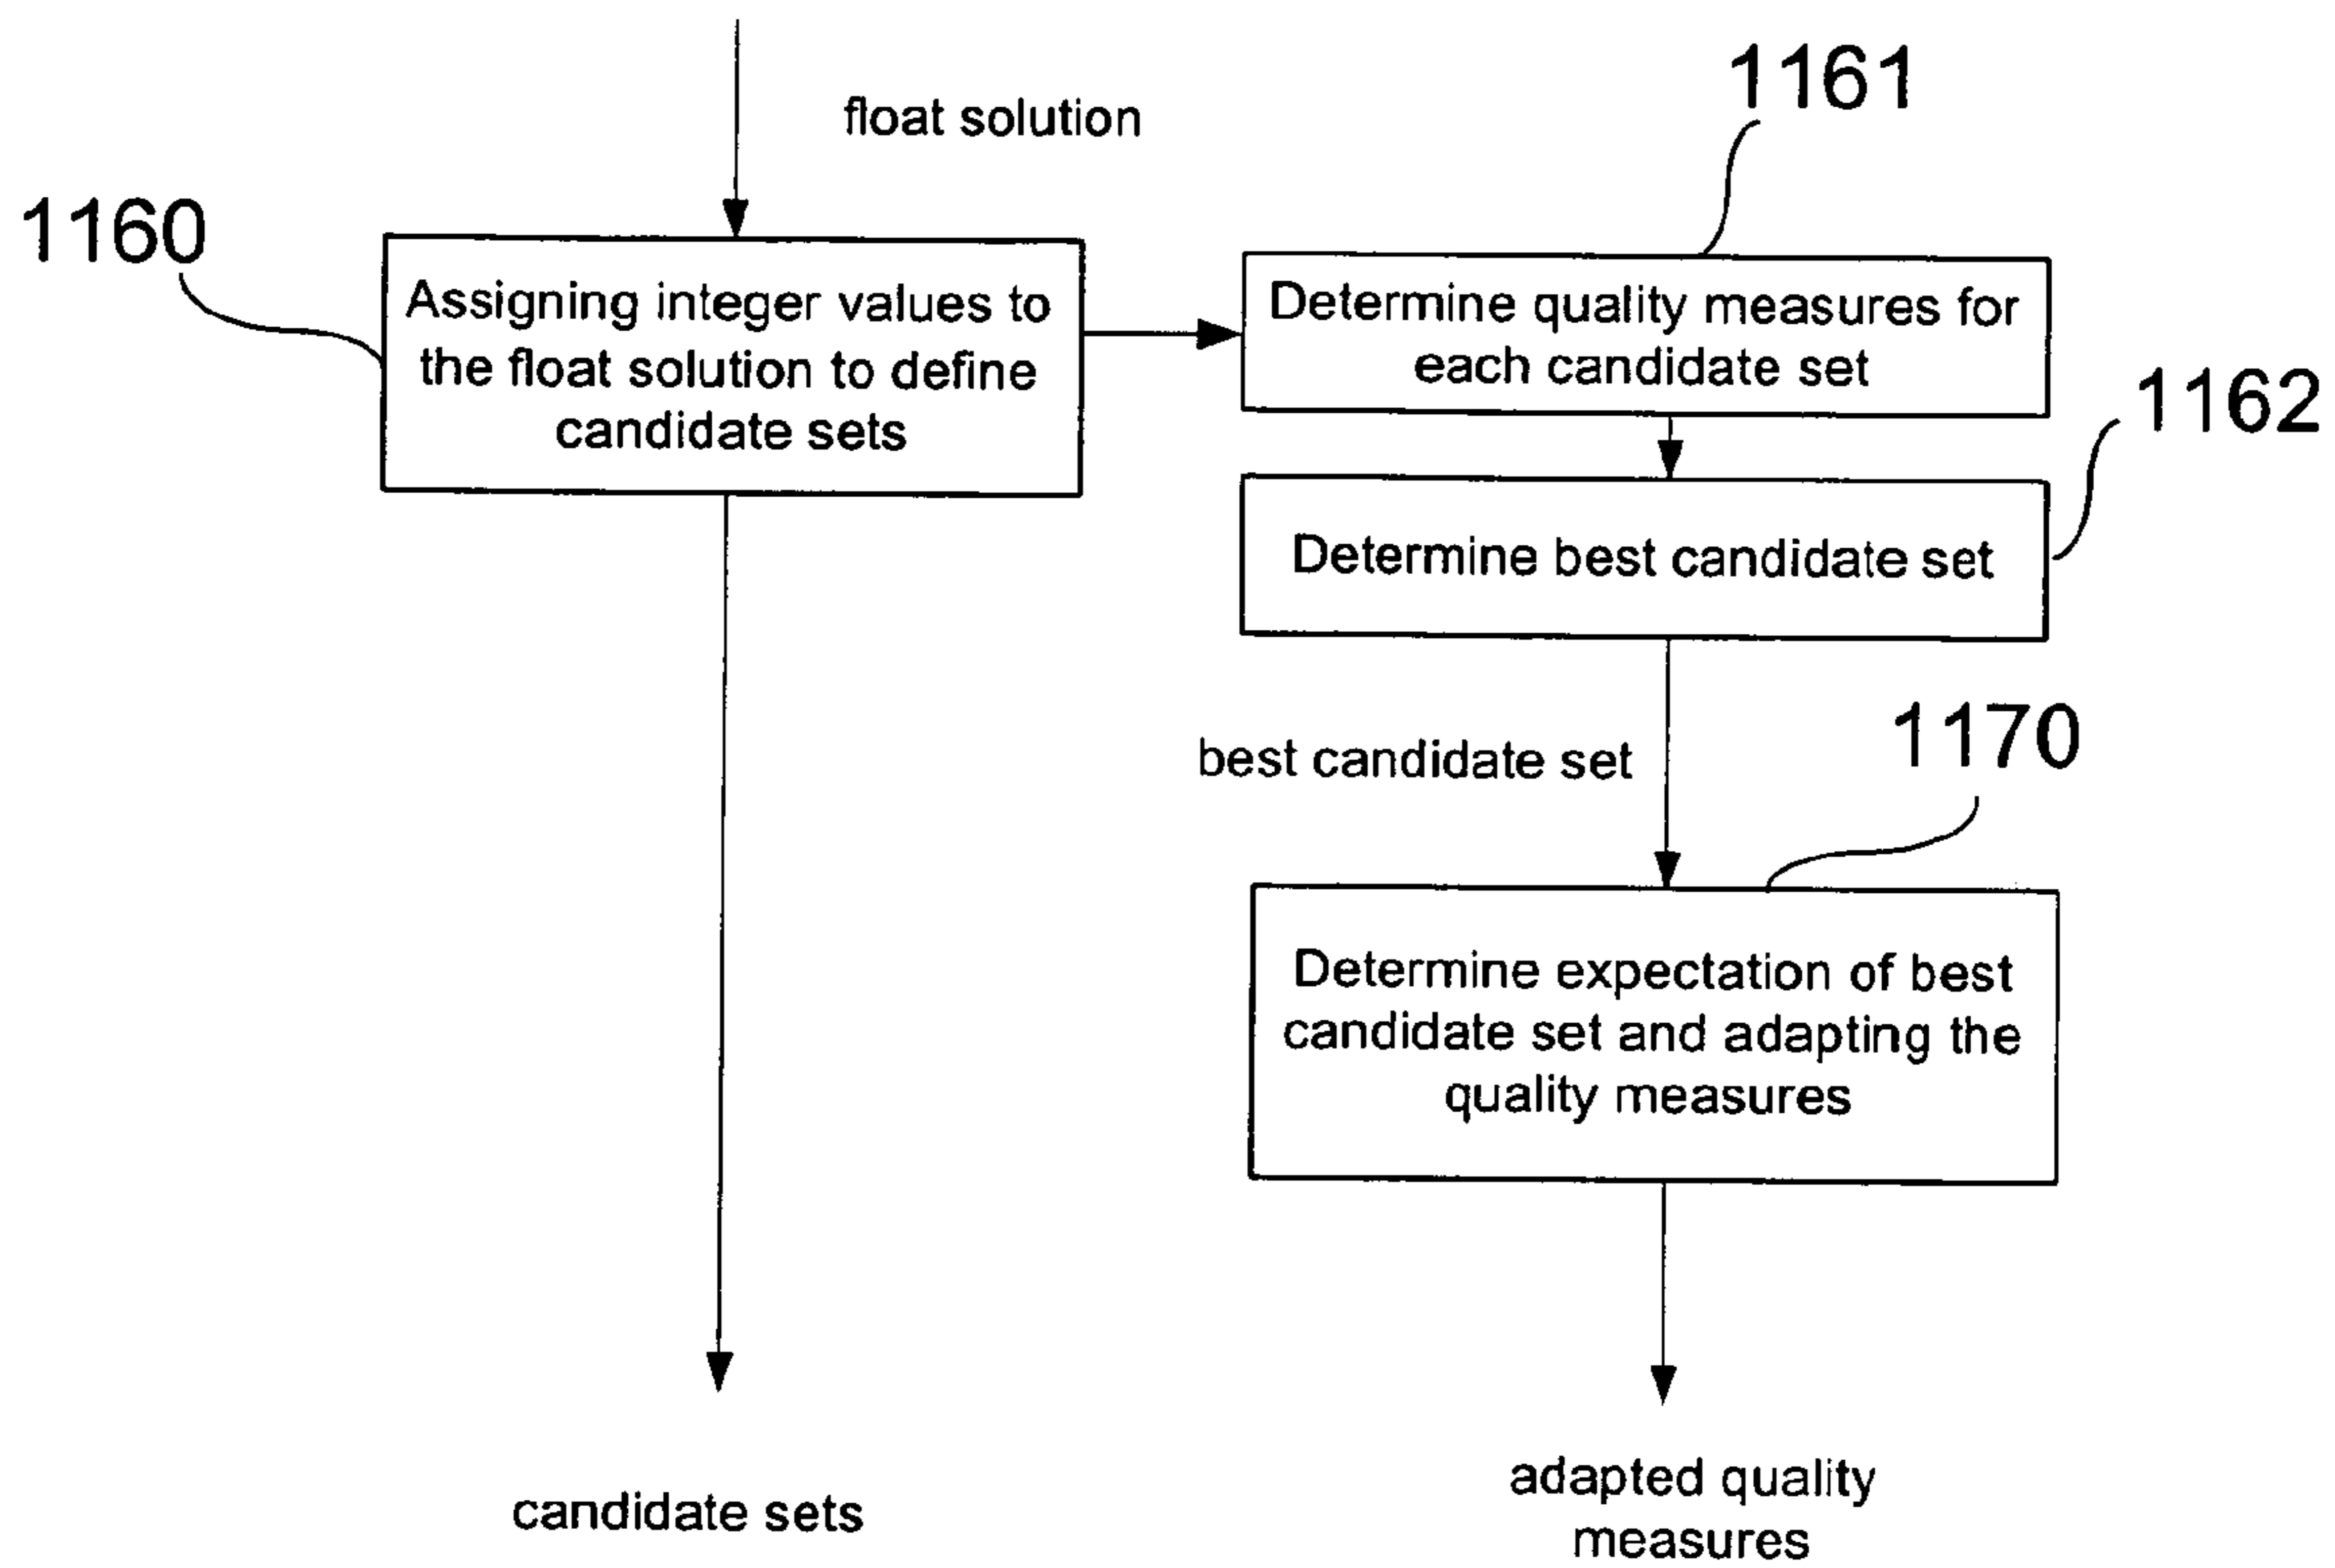 float solution
1161
1160
Assigning integer values to
the float solution to define
candidate sets
Determine quality measures for
each candidate set
1162
Determine best candidate set
best candidate set
1170
Determine expectation of best
candidate set and adapting the
quality measures
candidate sets
adapted quality
measures